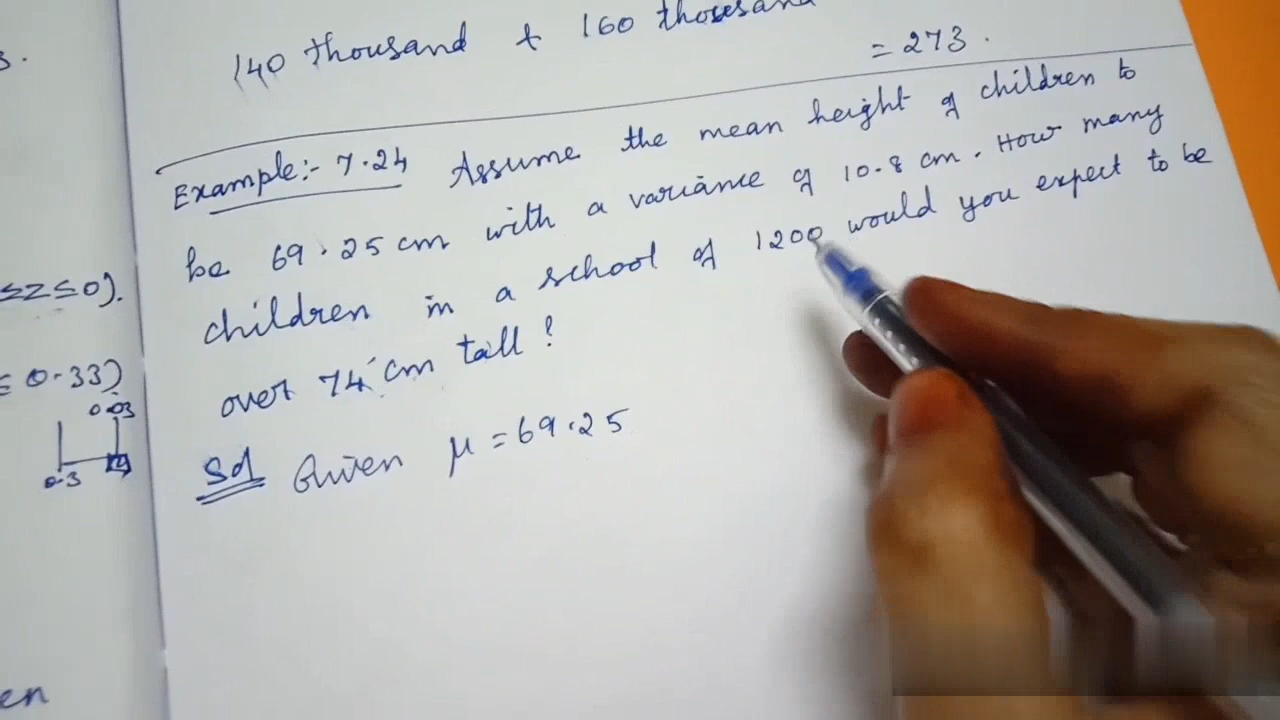 3.
140 thousand + 160 thousand
= 273.
Example:- 7.24 Assume the mean height of children to
be 69.25 cm with a variance of 10.8 cm. How many
children in a school of 1200 would you expect to be
over 74 cm tall?
Sol Given μ = 69.25
≤Z≤0).
≤ 0.33)
0.03
0.3
en